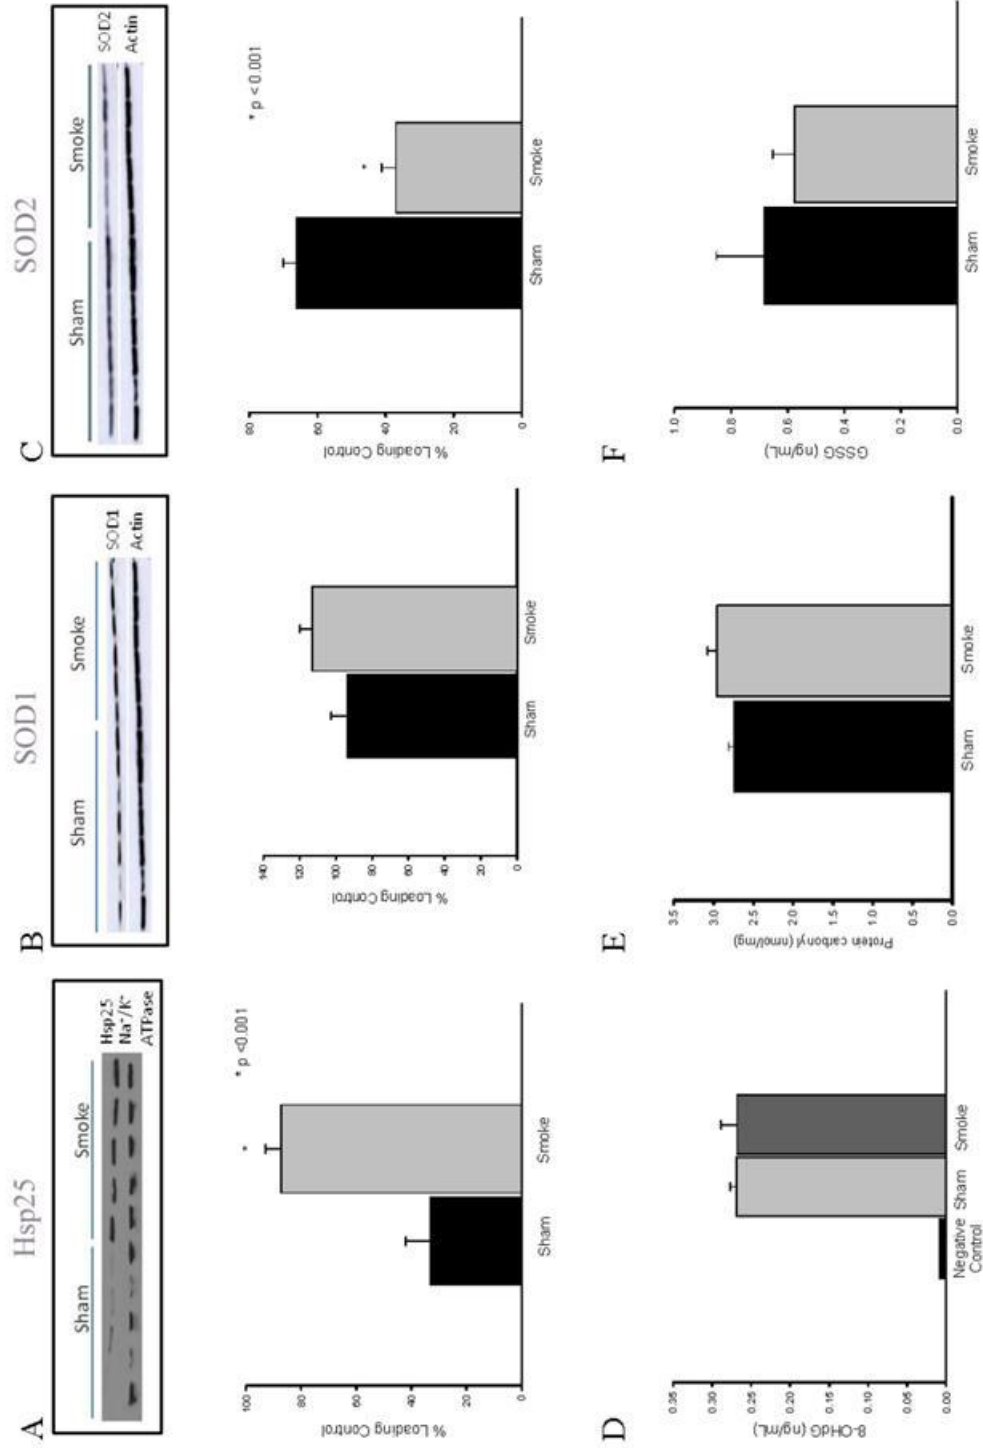 A
Hsp25
Sham Smoke
Hsp25
Na⁺/K⁺
ATPase
* p <0.001
*
% Loading Control
100
80
60
40
20
0
Sham Smoke
B
SOD1
Sham Smoke
SOD1
Actin
% Loading Control
140
120
100
80
60
40
20
0
Sham Smoke
C
SOD2
Sham Smoke
SOD2
Actin
* p < 0.001
*
% Loading Control
80
60
40
20
0
Sham Smoke
D
8-OHdG (ng/mL)
0.35
0.30
0.25
0.20
0.15
0.10
0.05
0.00
Negative Sham Smoke
Control
E
Protein carbonyl (nmol/mg)
3.5
3.0
2.5
2.0
1.5
1.0
0.5
0.0
Sham Smoke
F
GSSG (ng/mL)
1.0
0.8
0.6
0.4
0.2
0.0
Sham Smoke